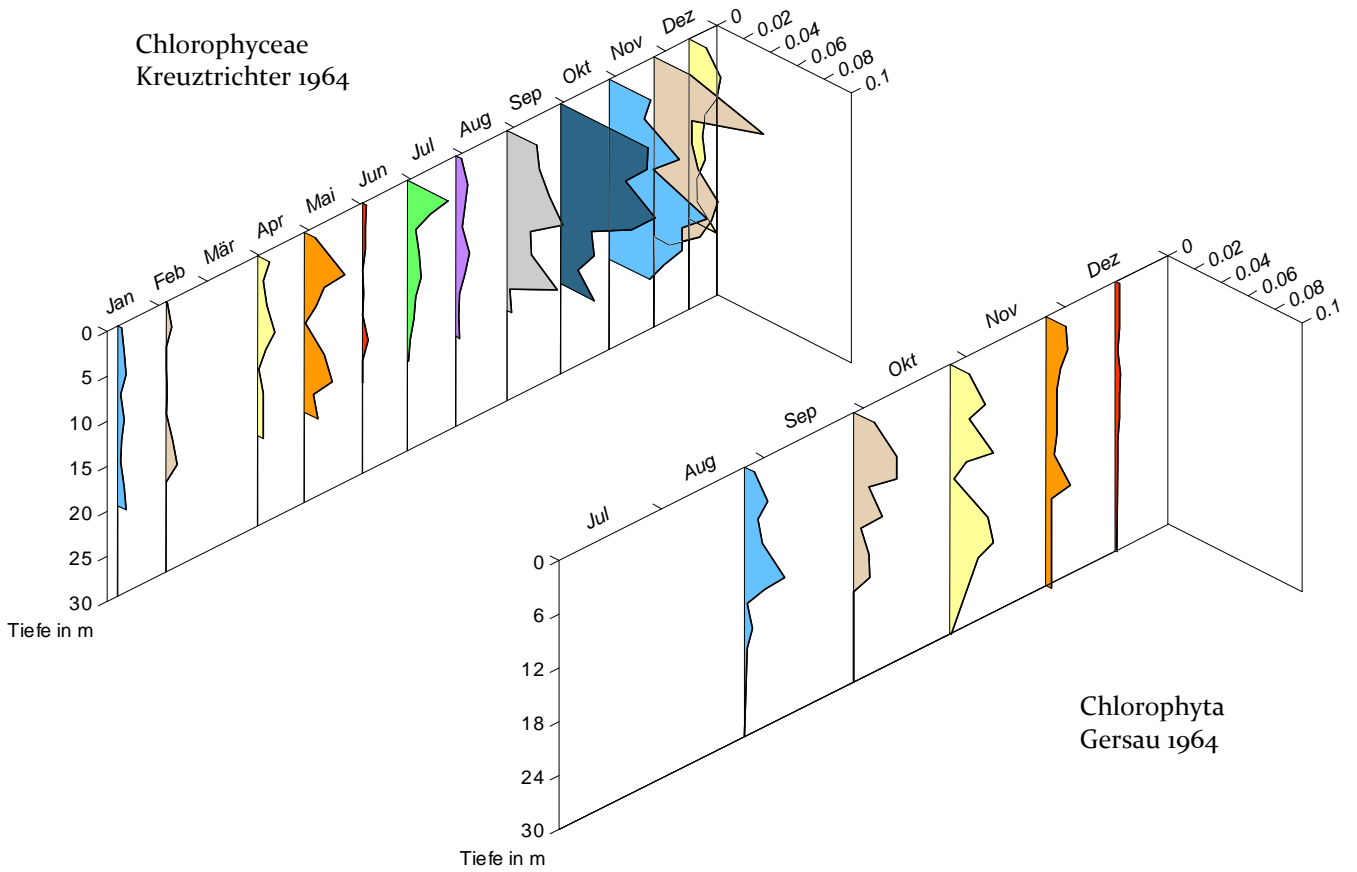 Chlorophyceae
Kreuztrichter 1964
Jan
Feb
Mär
Apr
Mai
Jun
Jul
Aug
Sep
Okt
Nov
Dez
0
0.02
0.04
0.06
0.08
0.1
0
5
10
15
20
25
30
Tiefe in m
Jul
Aug
Sep
Okt
Nov
Dez
0
0.02
0.04
0.06
0.08
0.1
0
6
12
18
24
30
Tiefe in m
Chlorophyta
Gersau 1964